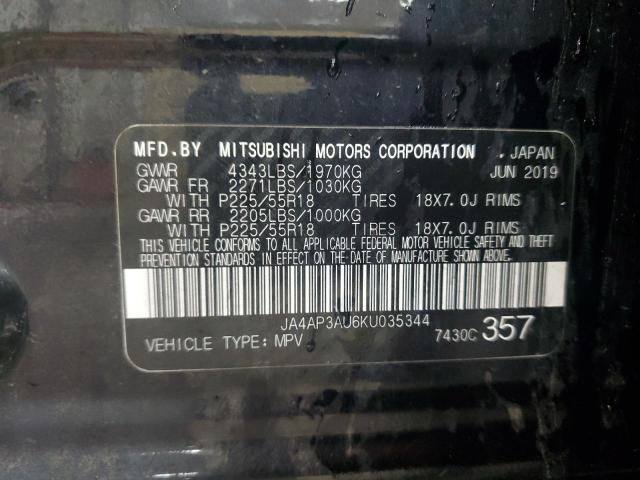 MFD.BY MITSUBISHI MOTORS CORPORATION . JAPAN
GVWR 4343LBS/1970KG JUN 2019
GAWR FR 2271LBS/1030KG
WITH P225/55R18 TIRES 18X7.0J RIMS
GAWR RR 2205LBS/1000KG
WITH P225/55R18 TIRES 18X7.0J RIMS
THIS VEHICLE CONFORMS TO ALL APPLICABLE FEDERAL MOTOR VEHICLE SAFETY AND THEFT
PREVENTION STANDARDS IN EFFECT ON THE DATE OF MANUFACTURE SHOWN ABOVE.
JA4AP3AU6KU035344
VEHICLE TYPE: MPV 7430C 357